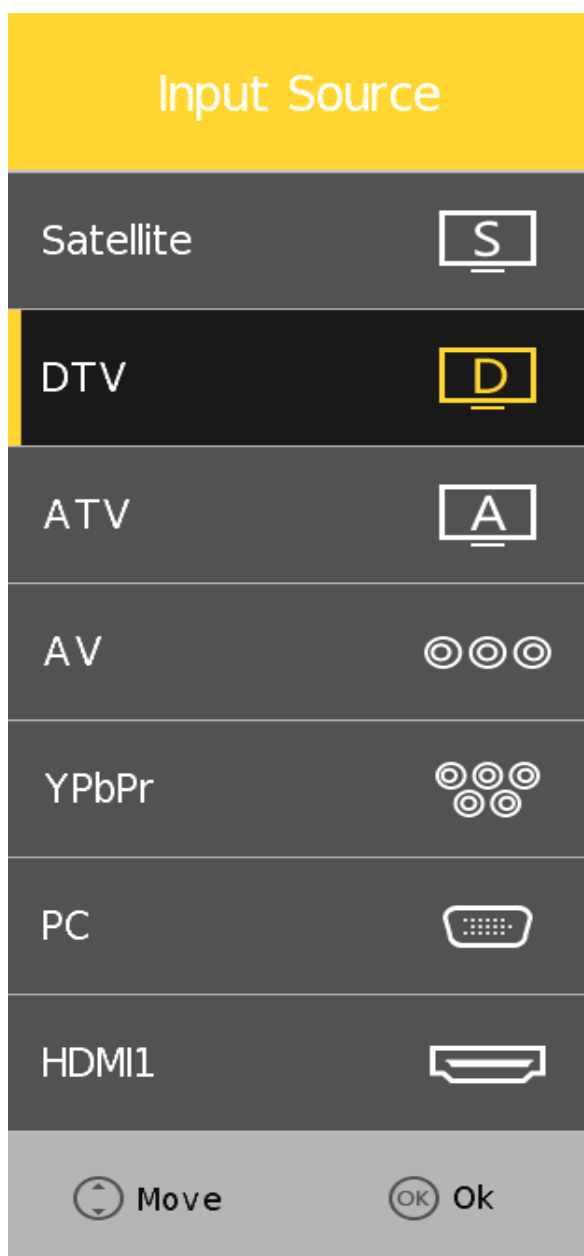 Input Source
Satellite S
DTV D
ATV A
AV
YPbPr
PC
HDMI1
Move OK Ok